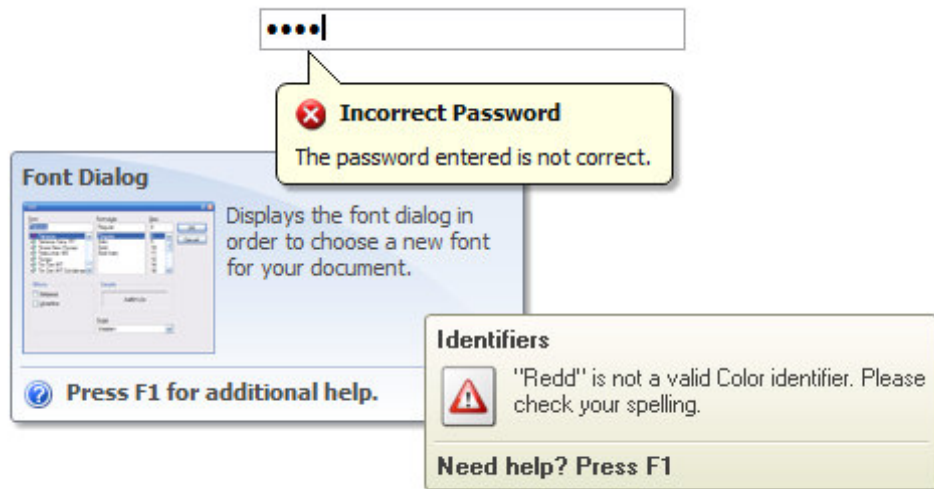 ••••
Incorrect Password
The password entered is not correct.
Font Dialog
Displays the font dialog in
order to choose a new font
for your document.
Press F1 for additional help.
Identifiers
"Redd" is not a valid Color identifier. Please
check your spelling.
Need help? Press F1